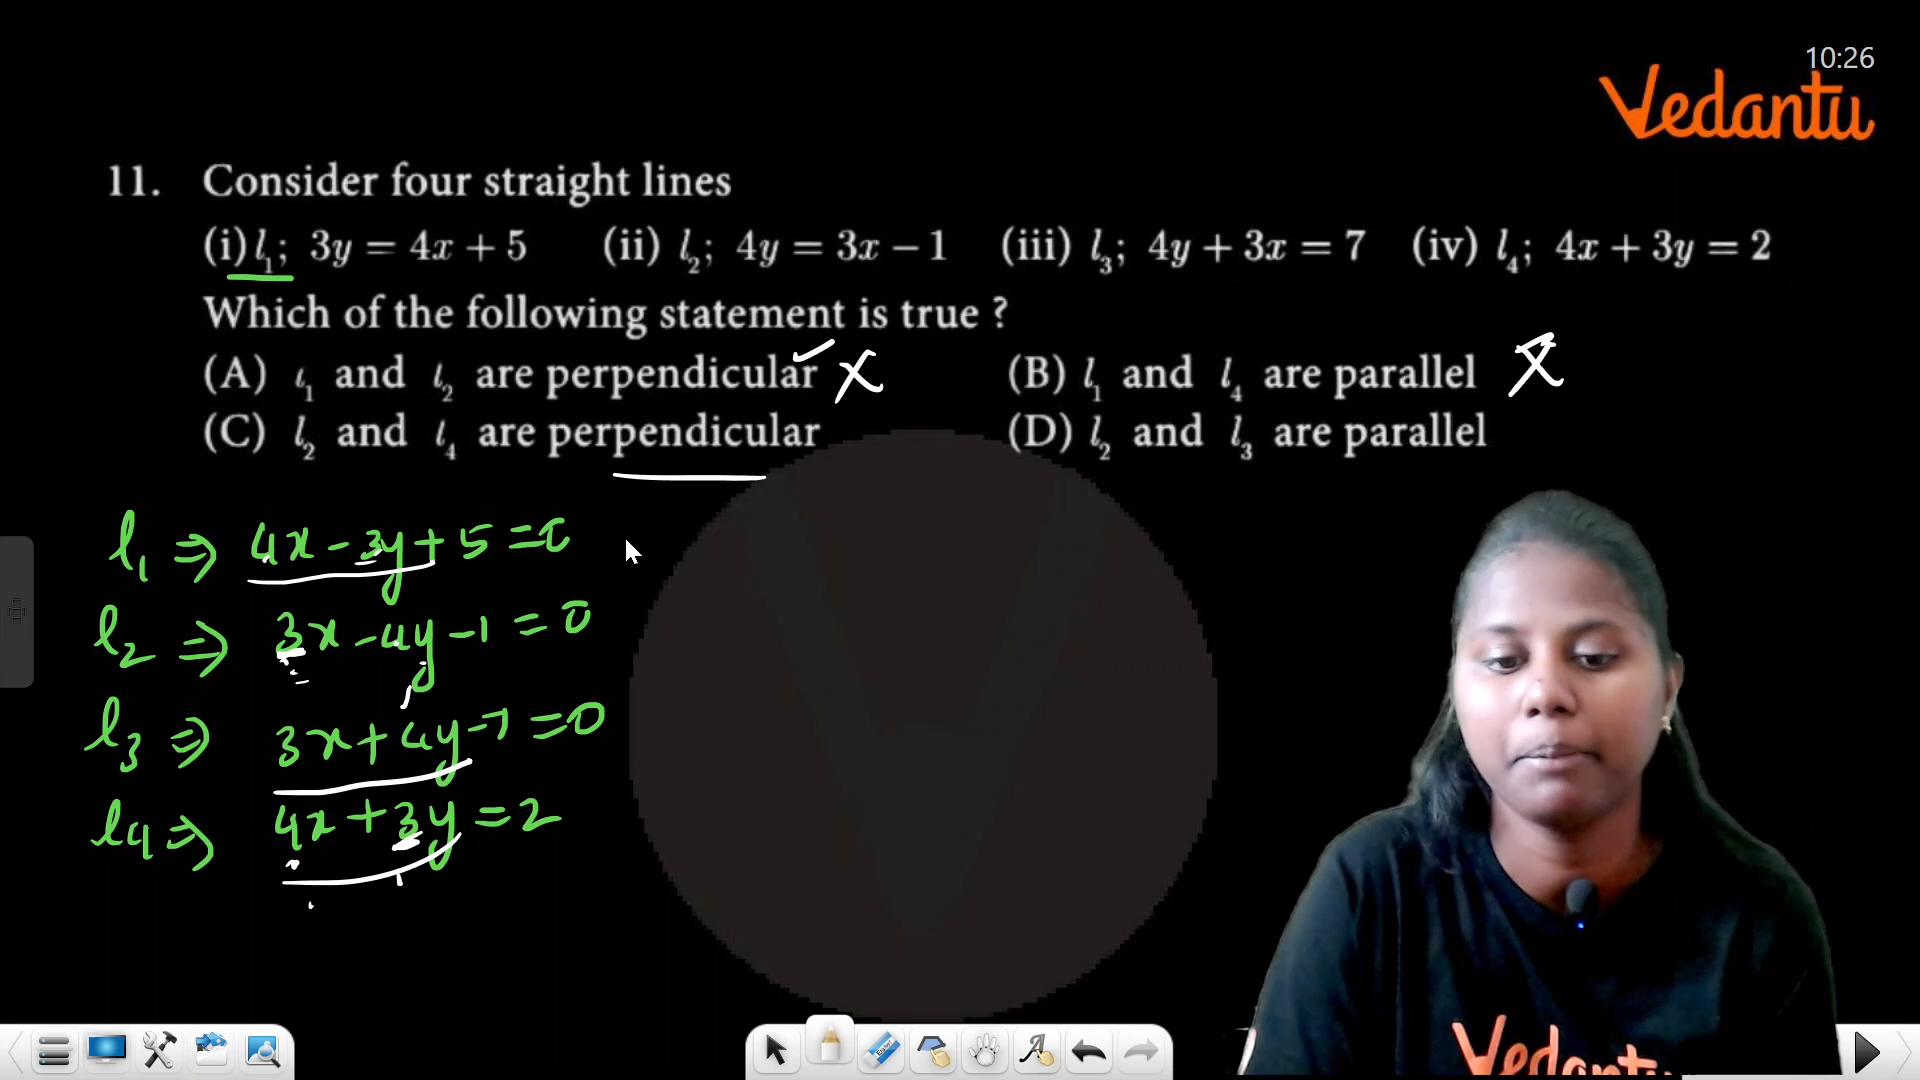 10:26
Vedantu
11. Consider four straight lines
(i) l₁; 3y = 4x + 5 (ii) l₂; 4y = 3x − 1 (iii) l₃; 4y + 3x = 7 (iv) l₄; 4x + 3y = 2
Which of the following statement is true ?
(A) l₁ and l₂ are perpendicular (B) l₁ and l₄ are parallel
(C) l₂ and l₄ are perpendicular (D) l₂ and l₃ are parallel
l₁ ⇒ 4x − 3y + 5 = 0
l₂ ⇒ 3x − 4y − 1 = 0
l₃ ⇒ 3x + 4y − 7 = 0
l₄ ⇒ 4x + 3y = 2
Vedantu